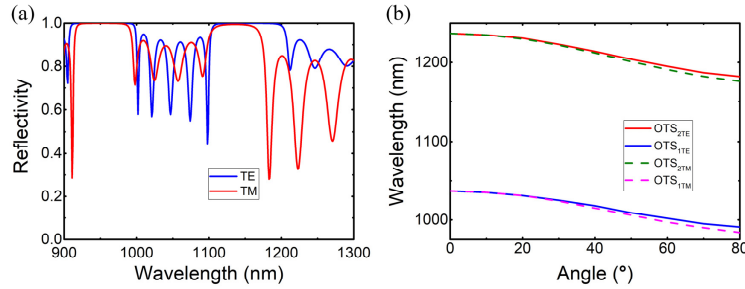 (a)
1.0
0.8
0.6
0.4
0.2
0.0
Reflectivity
TE
TM
900
1000
1100
1200
1300
Wavelength (nm)
(b)
1200
1100
1000
Wavelength (nm)
OTS2TE
OTS1TE
OTS2TM
OTS1TM
0
20
40
60
80
Angle (°)